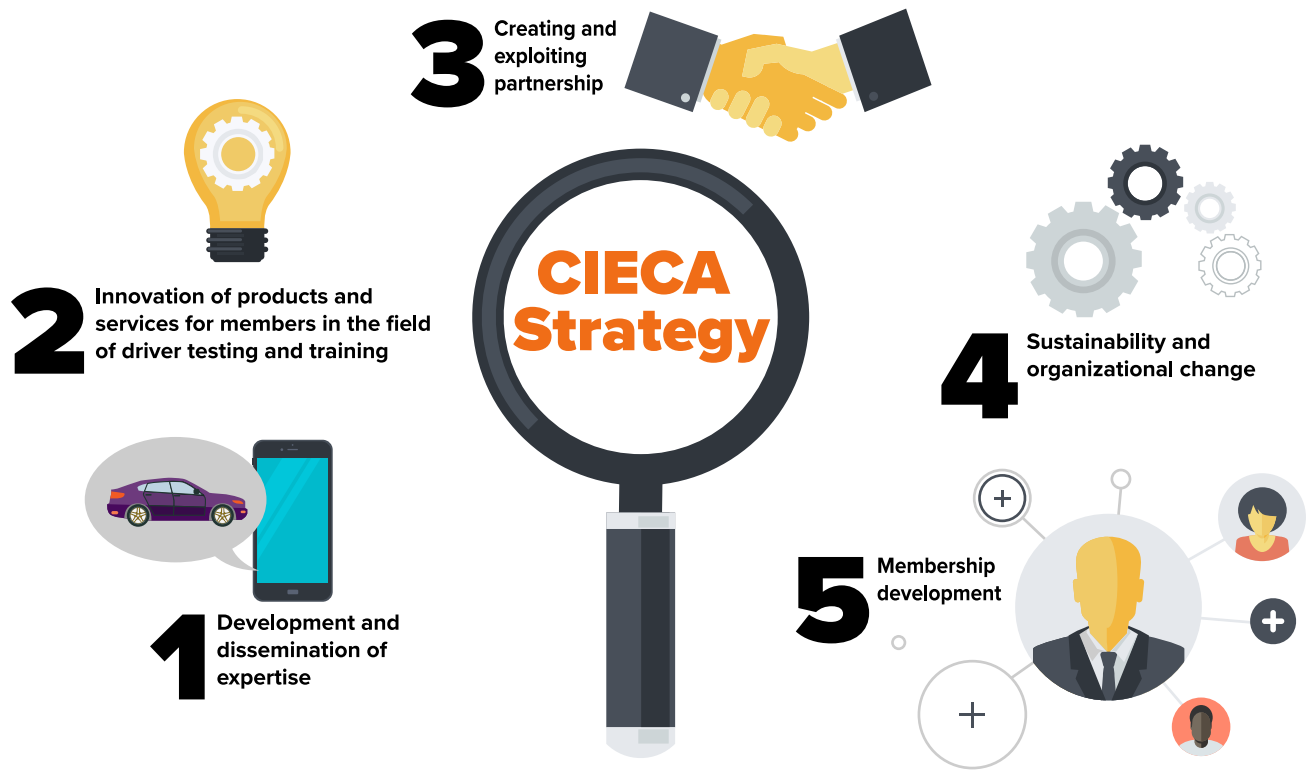 CIECA
Strategy
1
Development and
dissemination of
expertise
2
Innovation of products and
services for members in the field
of driver testing and training
3
Creating and
exploiting
partnership
4
Sustainability and
organizational change
5
Membership
development